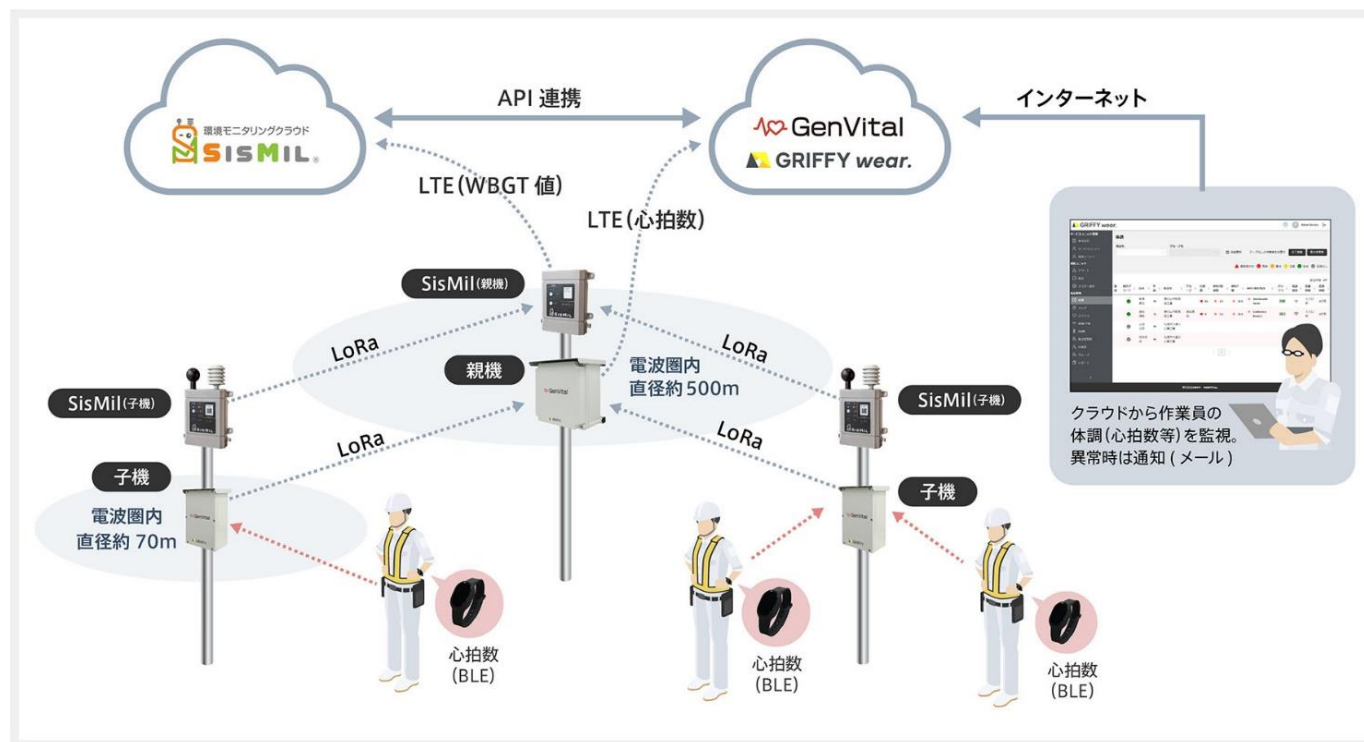 API 連携
インターネット
環境モニタリングクラウド
SISMIL®
GenVital
GRIFFY wear.
LTE(WBGT 値)
LTE(心拍数)
GRIFFY wear.
SisMil(親機)
LoRa
LoRa
親機
電波圏内
直径約 500m
GenVital
SisMil(子機)
SisMil(子機)
LoRa
LoRa
子機
子機
電波圏内
直径約 70m
GenVital
GenVital
クラウドから作業員の
体調(心拍数等)を監視。
異常時は通知 ( メール )
心拍数
(BLE)
心拍数
(BLE)
心拍数
(BLE)